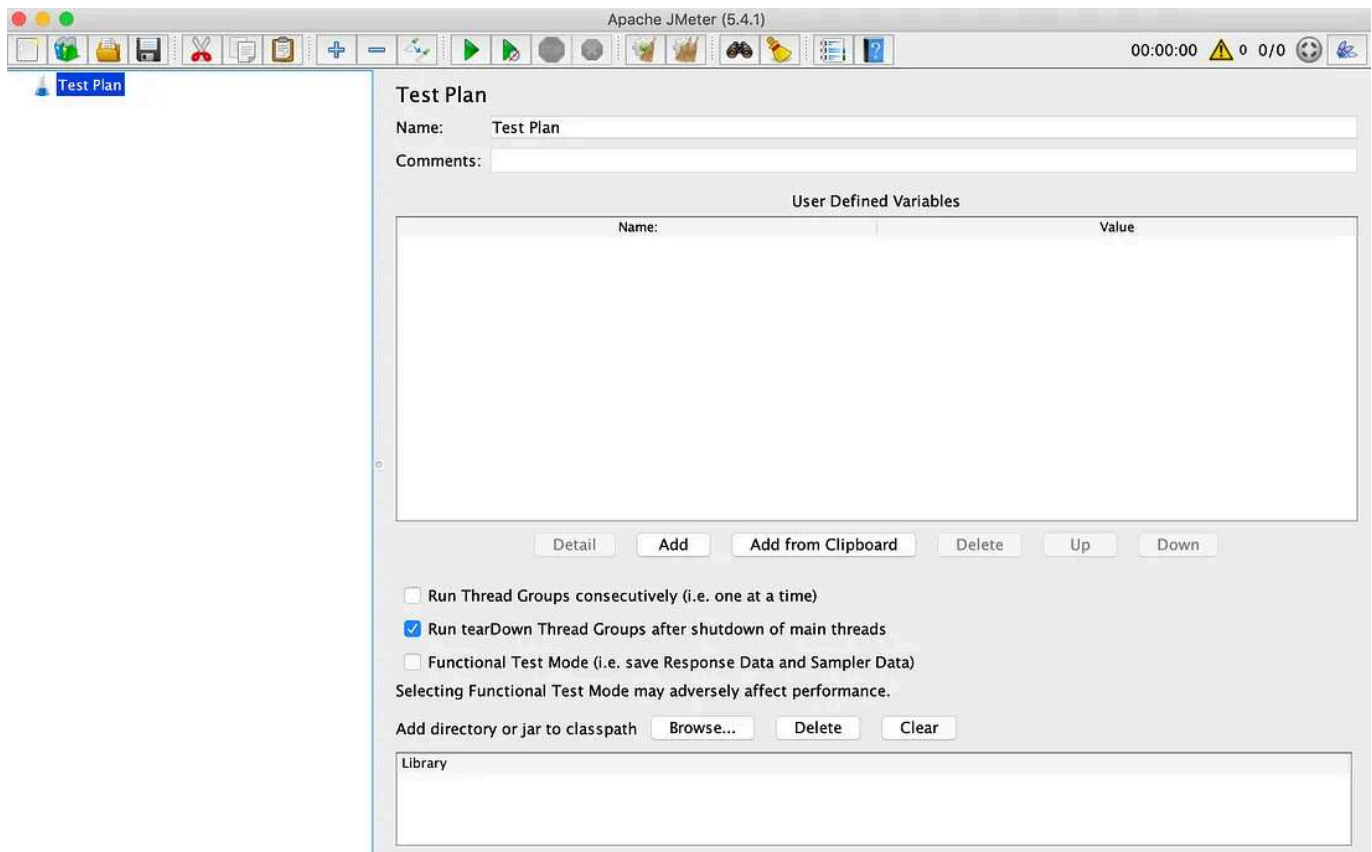 Apache JMeter (5.4.1)
00:00:00 0 0/0
Test Plan
Test Plan
Name: Test Plan
Comments:
User Defined Variables
Name: Value
Detail Add Add from Clipboard Delete Up Down
Run Thread Groups consecutively (i.e. one at a time)
Run tearDown Thread Groups after shutdown of main threads
Functional Test Mode (i.e. save Response Data and Sampler Data)
Selecting Functional Test Mode may adversely affect performance.
Add directory or jar to classpath Browse... Delete Clear
Library